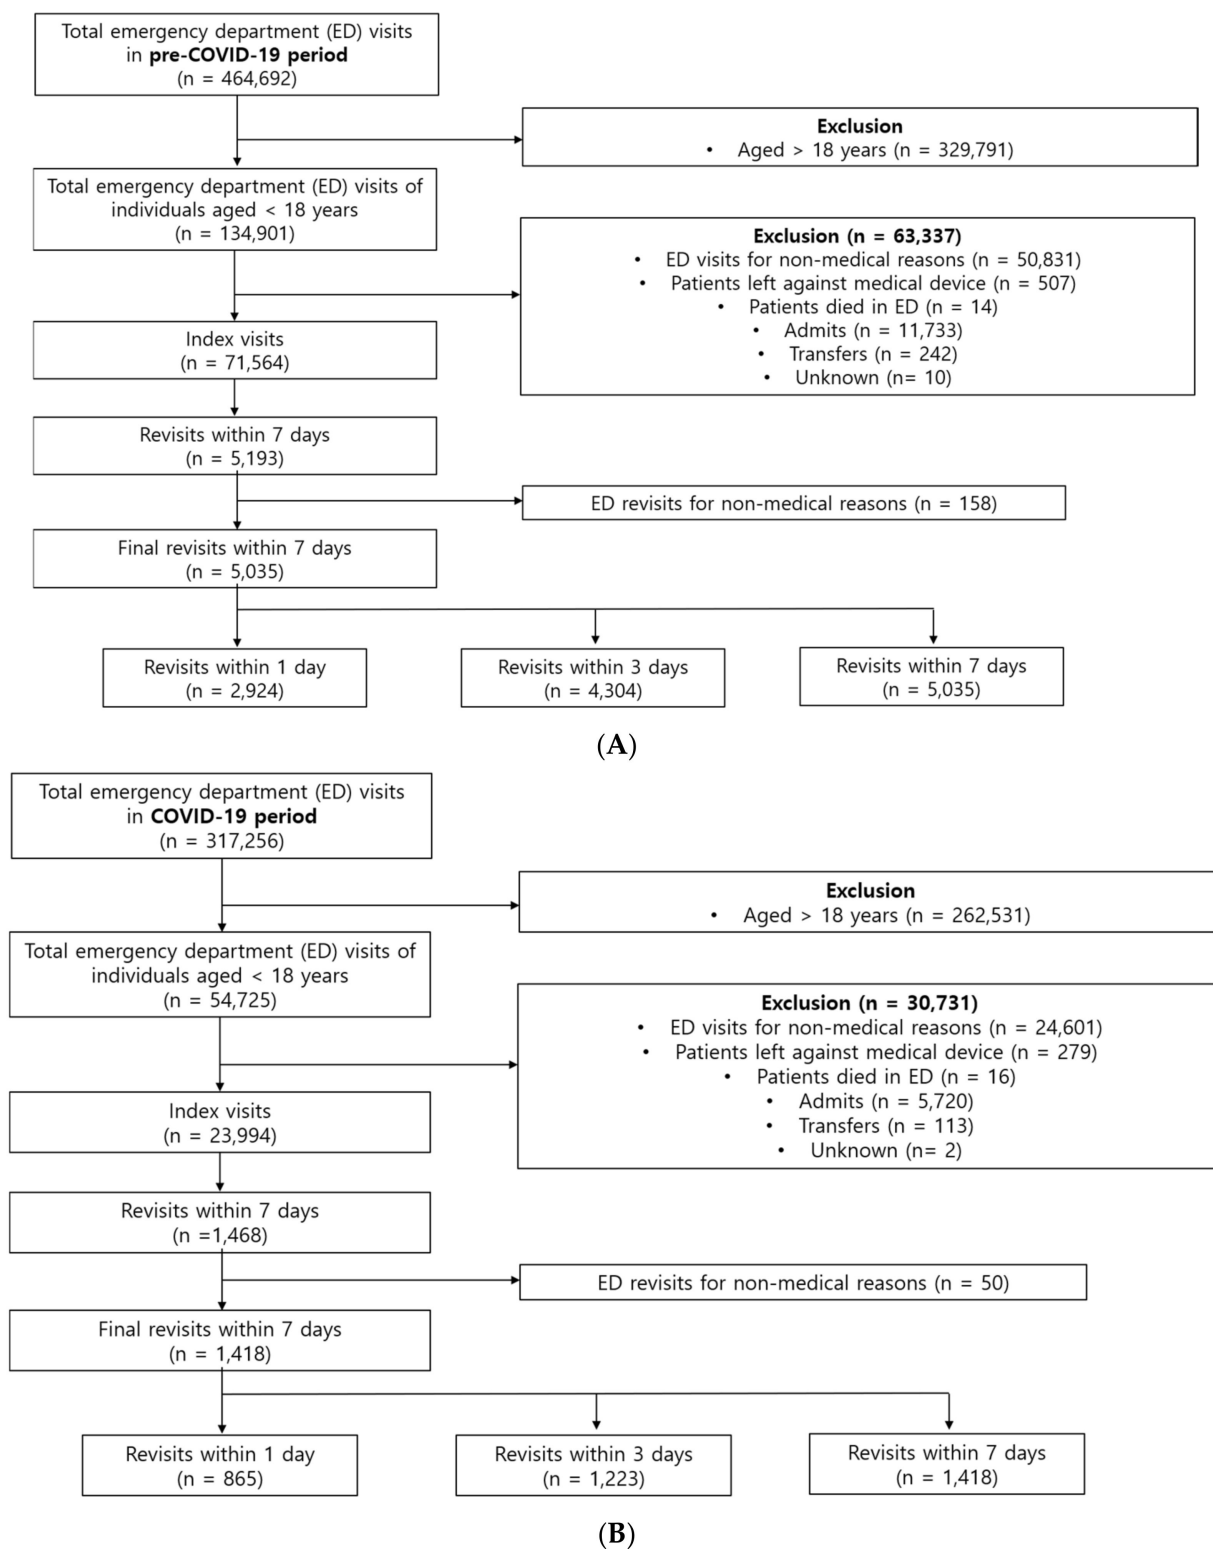 Total emergency department (ED) visits
in pre-COVID-19 period
(n = 464,692)
Exclusion
• Aged > 18 years (n = 329,791)
Total emergency department (ED) visits of
individuals aged < 18 years
(n = 134,901)
Exclusion (n = 63,337)
• ED visits for non-medical reasons (n = 50,831)
• Patients left against medical device (n = 507)
• Patients died in ED (n = 14)
• Admits (n = 11,733)
• Transfers (n = 242)
• Unknown (n= 10)
Index visits
(n = 71,564)
Revisits within 7 days
(n = 5,193)
ED revisits for non-medical reasons (n = 158)
Final revisits within 7 days
(n = 5,035)
Revisits within 1 day
(n = 2,924)
Revisits within 3 days
(n = 4,304)
Revisits within 7 days
(n = 5,035)
(A)
Total emergency department (ED) visits
in COVID-19 period
(n = 317,256)
Exclusion
• Aged > 18 years (n = 262,531)
Total emergency department (ED) visits of
individuals aged < 18 years
(n = 54,725)
Exclusion (n = 30,731)
• ED visits for non-medical reasons (n = 24,601)
• Patients left against medical device (n = 279)
• Patients died in ED (n = 16)
• Admits (n = 5,720)
• Transfers (n = 113)
• Unknown (n= 2)
Index visits
(n = 23,994)
Revisits within 7 days
(n =1,468)
ED revisits for non-medical reasons (n = 50)
Final revisits within 7 days
(n = 1,418)
Revisits within 1 day
(n = 865)
Revisits within 3 days
(n = 1,223)
Revisits within 7 days
(n = 1,418)
(B)